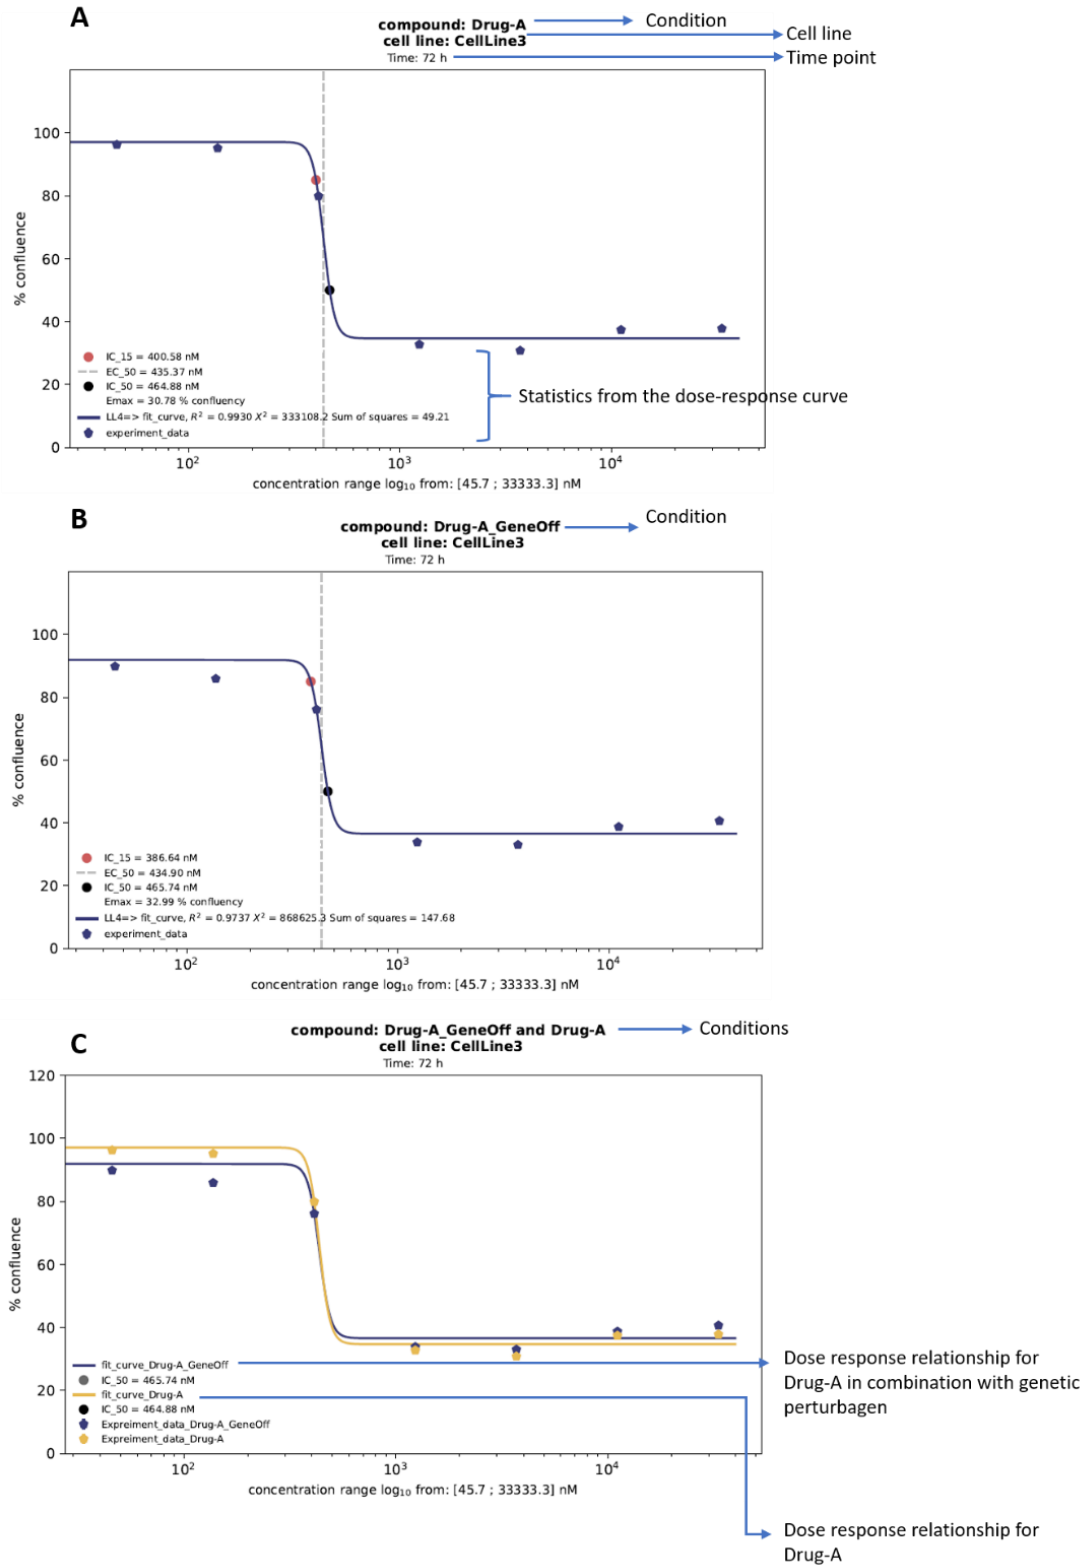 A
compound: Drug-A
Condition
cell line: CellLine3
Cell line
Time: 72 h
Time point
100
80
60
40
20
0
% confluence
IC_15 = 400.58 nM
EC_50 = 435.37 nM
IC_50 = 464.88 nM
Emax = 30.78 % confluency
LL4=> fit_curve, R² = 0.9930 X² = 333108.2 Sum of squares = 49.21
experiment_data
Statistics from the dose-response curve
10² 10³ 10⁴
concentration range log₁₀ from: [45.7 ; 33333.3] nM
B
compound: Drug-A_GeneOff
Condition
cell line: CellLine3
Time: 72 h
100
80
60
40
20
0
% confluence
IC_15 = 386.64 nM
EC_50 = 434.90 nM
IC_50 = 465.74 nM
Emax = 32.99 % confluency
LL4=> fit_curve, R² = 0.9737 X² = 868625.3 Sum of squares = 147.68
experiment_data
10² 10³ 10⁴
concentration range log₁₀ from: [45.7 ; 33333.3] nM
C
compound: Drug-A_GeneOff and Drug-A
Conditions
cell line: CellLine3
Time: 72 h
120
100
80
60
40
20
0
% confluence
fit_curve_Drug-A_GeneOff
IC_50 = 465.74 nM
fit_curve_Drug-A
IC_50 = 464.88 nM
Expreiment_data_Drug-A_GeneOff
Expreiment_data_Drug-A
Dose response relationship for
Drug-A in combination with genetic
perturbagen
10² 10³ 10⁴
concentration range log₁₀ from: [45.7 ; 33333.3] nM
Dose response relationship for
Drug-A